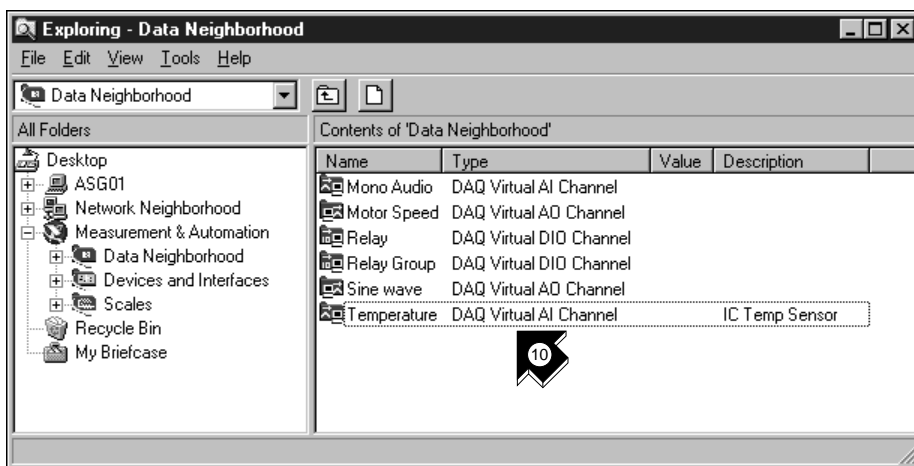 Exploring - Data Neighborhood
File Edit View Tools Help
Data Neighborhood
All Folders
Contents of 'Data Neighborhood'
Desktop
ASG01
Network Neighborhood
Measurement & Automation
Data Neighborhood
Devices and Interfaces
Scales
Recycle Bin
My Briefcase
Name Type Value Description
Mono Audio DAQ Virtual AI Channel
Motor Speed DAQ Virtual AO Channel
Relay DAQ Virtual DIO Channel
Relay Group DAQ Virtual DIO Channel
Sine wave DAQ Virtual AO Channel
Temperature DAQ Virtual AI Channel IC Temp Sensor
10